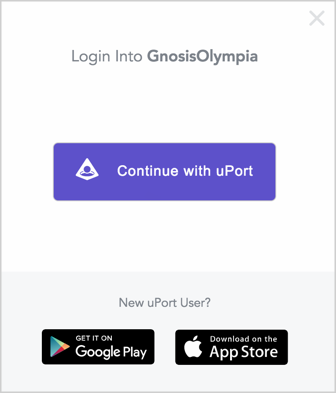 Login Into GnosisOlympia
Continue with uPort
New uPort User?
GET IT ON
Google Play
Download on the
App Store